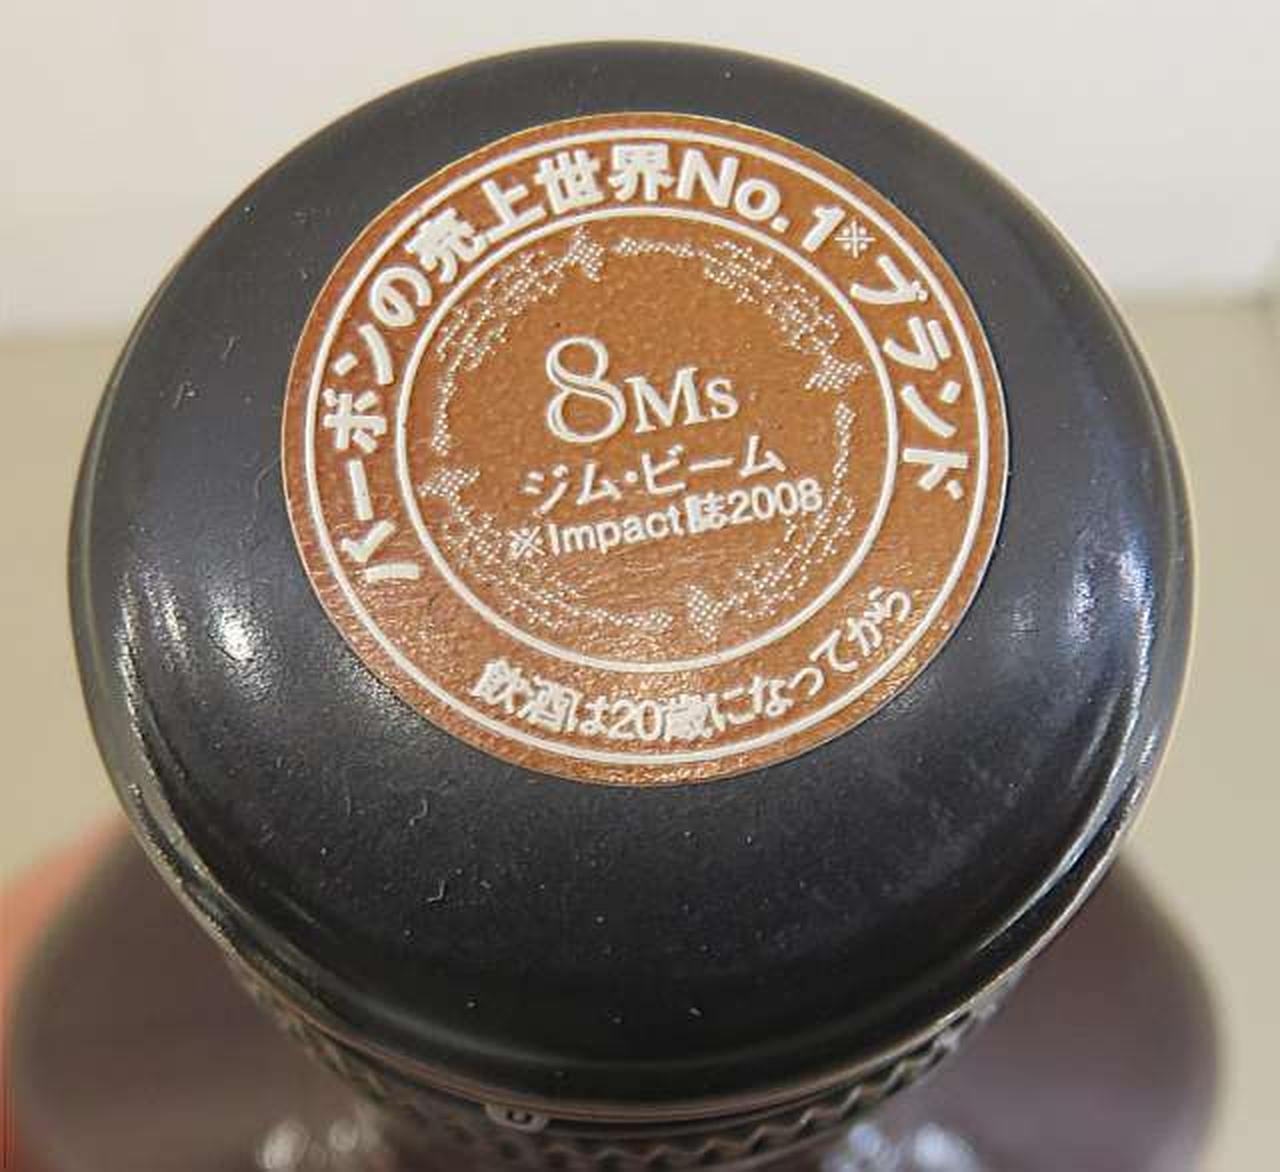 バーボンの売上世界No.1※ブランド
8Ms
ジム・ビーム
※Impact誌2008
飲酒は20歳になってから